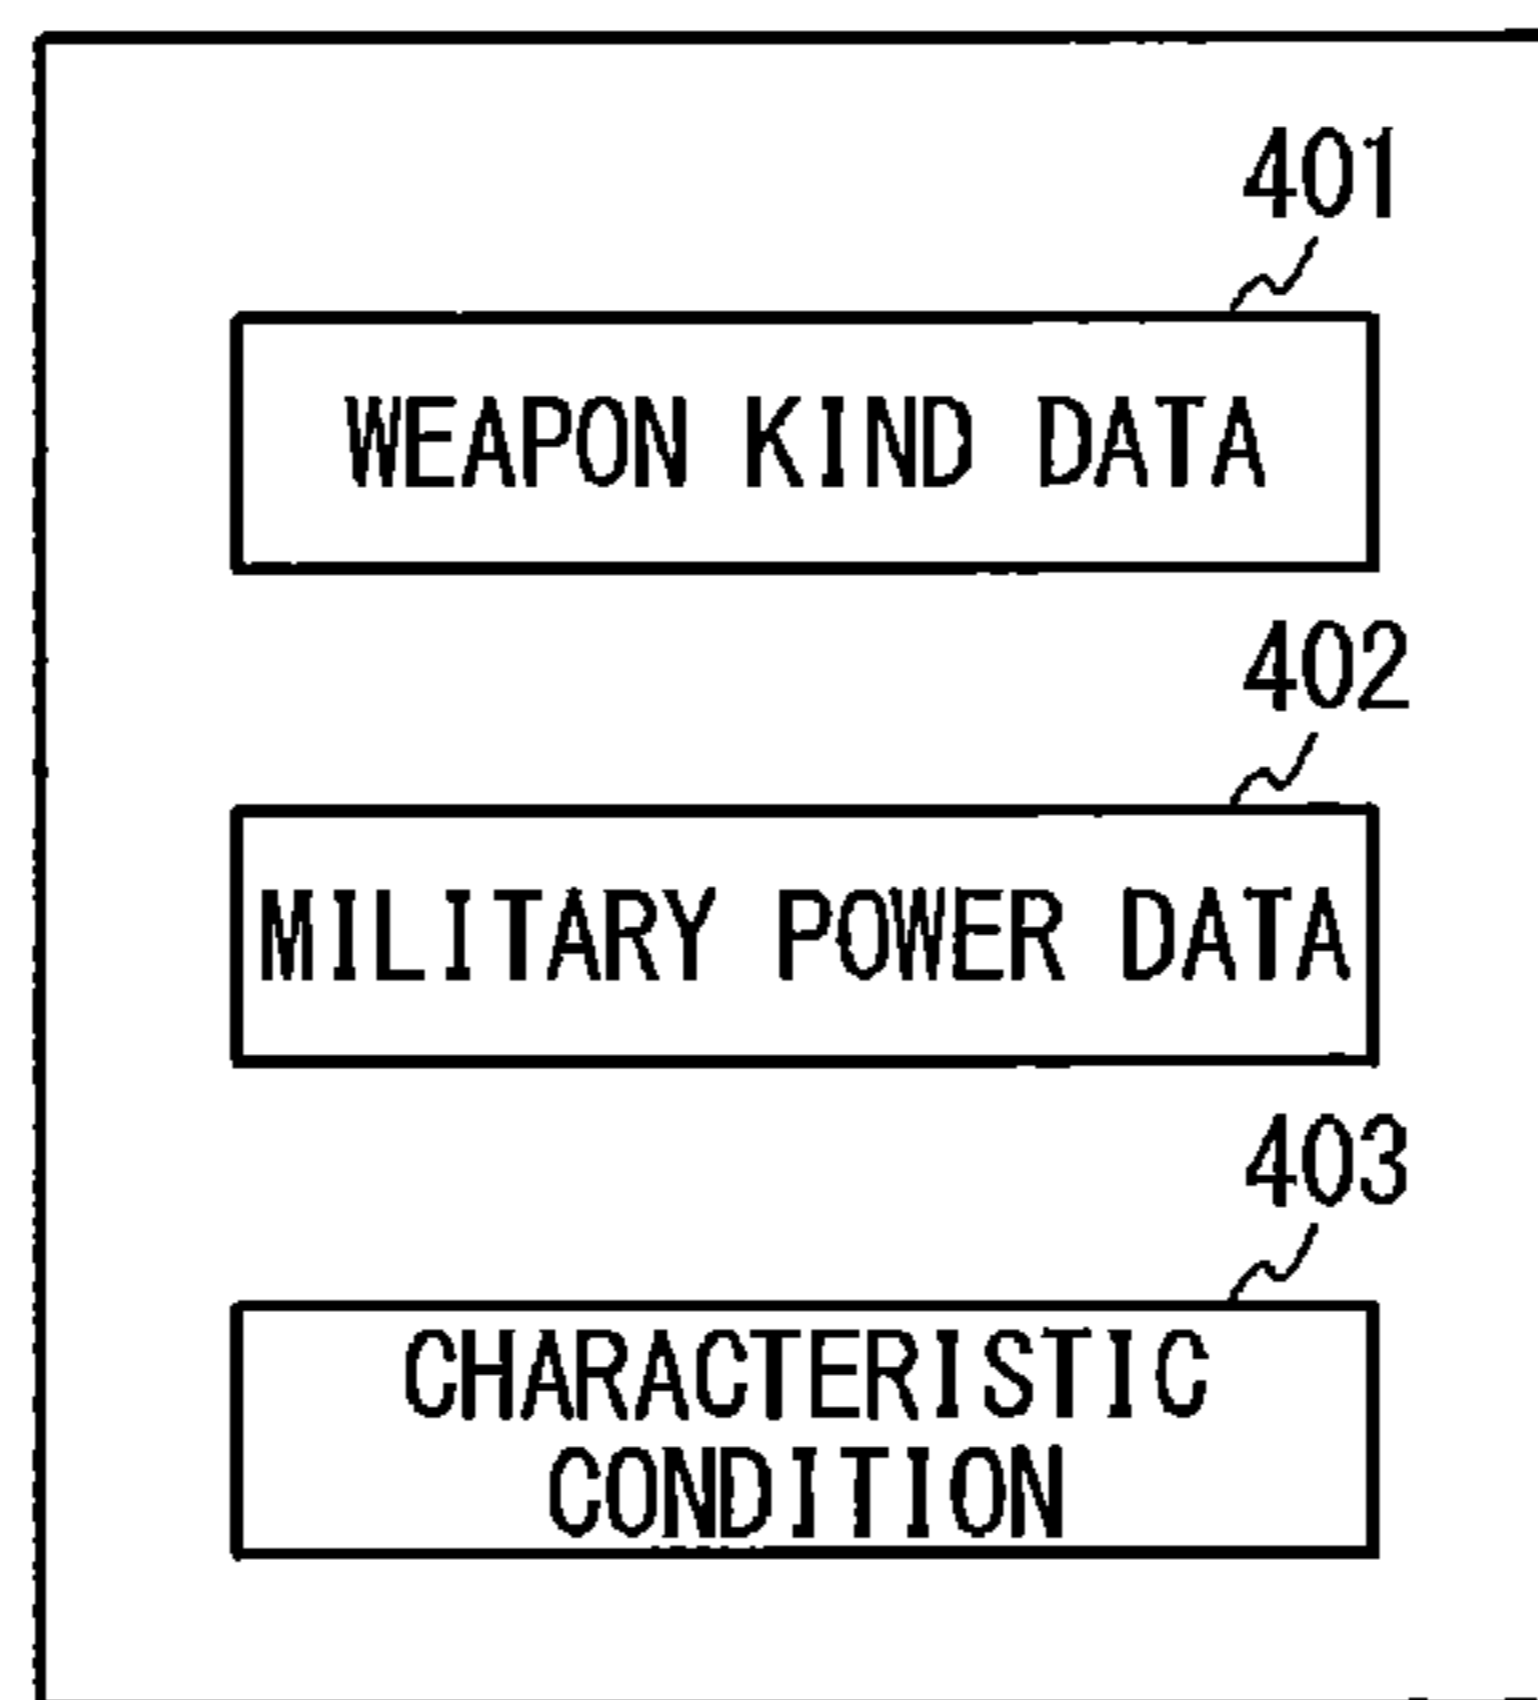 401
WEAPON KIND DATA
402
MILITARY POWER DATA
403
CHARACTERISTIC
CONDITION